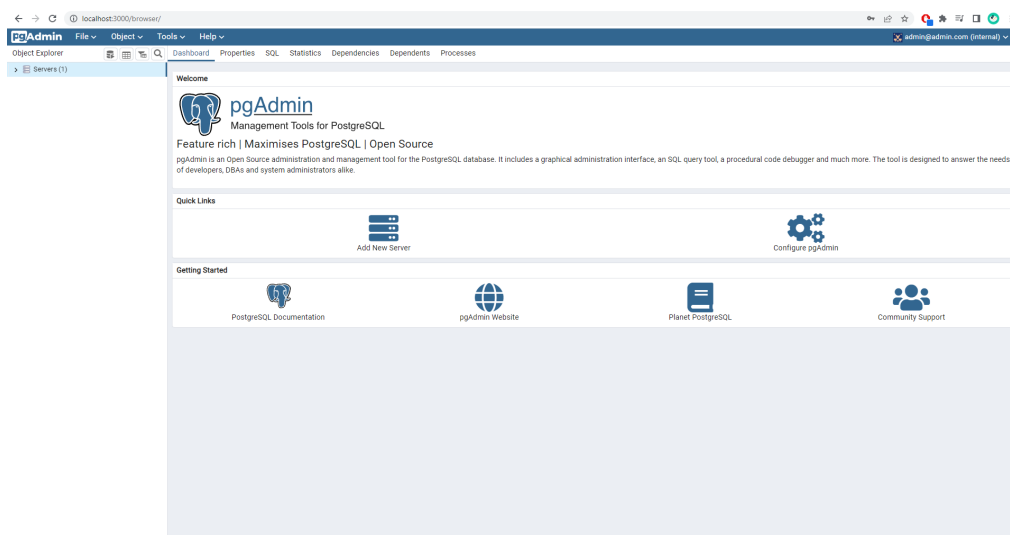 localhost:3000/browser/
PgAdmin File Object Tools Help admin@admin.com (internal)
Object Explorer Dashboard Properties SQL Statistics Dependencies Dependents Processes
Servers (1)
Welcome
pgAdmin
Management Tools for PostgreSQL
Feature rich | Maximises PostgreSQL | Open Source
pgAdmin is an Open Source administration and management tool for the PostgreSQL database. It includes a graphical administration interface, an SQL query tool, a procedural code debugger and much more. The tool is designed to answer the needs
of developers, DBAs and system administrators alike.
Quick Links
Add New Server Configure pgAdmin
Getting Started
PostgreSQL Documentation pgAdmin Website Planet PostgreSQL Community Support